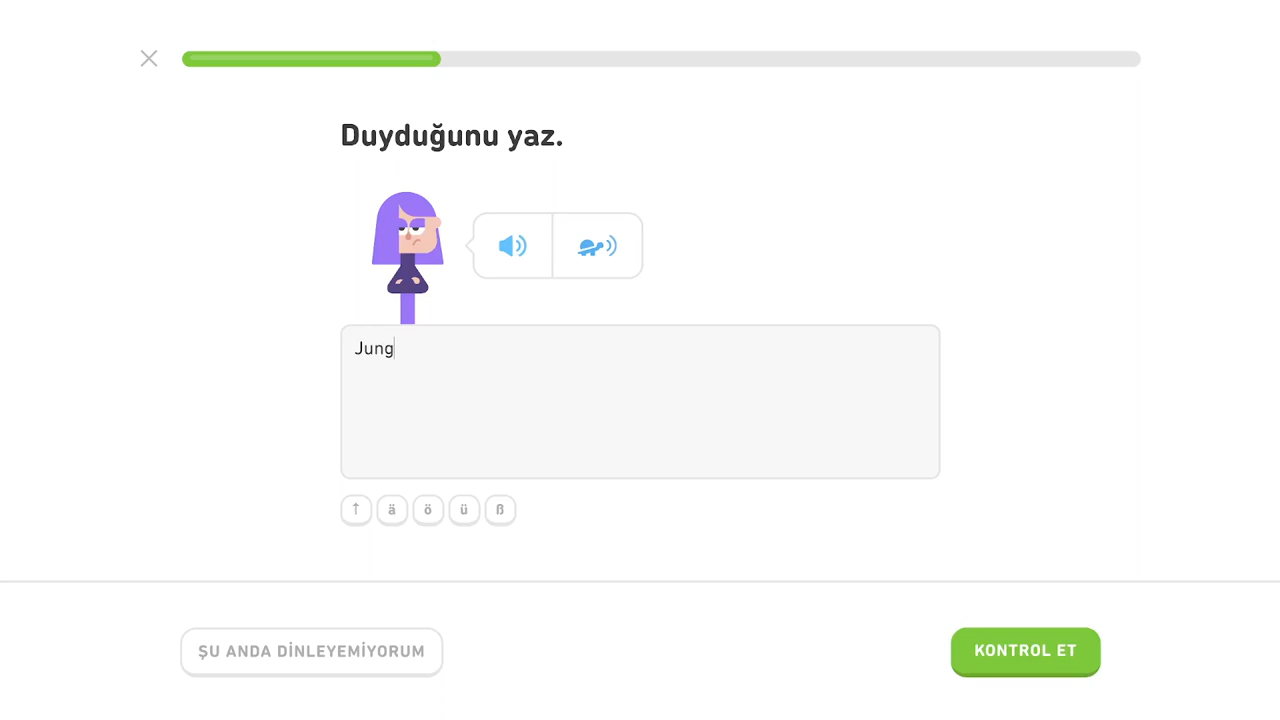 Duyduğunu yaz.
Jung
↑ ä ö ü ß
ŞU ANDA DİNLEYEMİYORUM
KONTROL ET